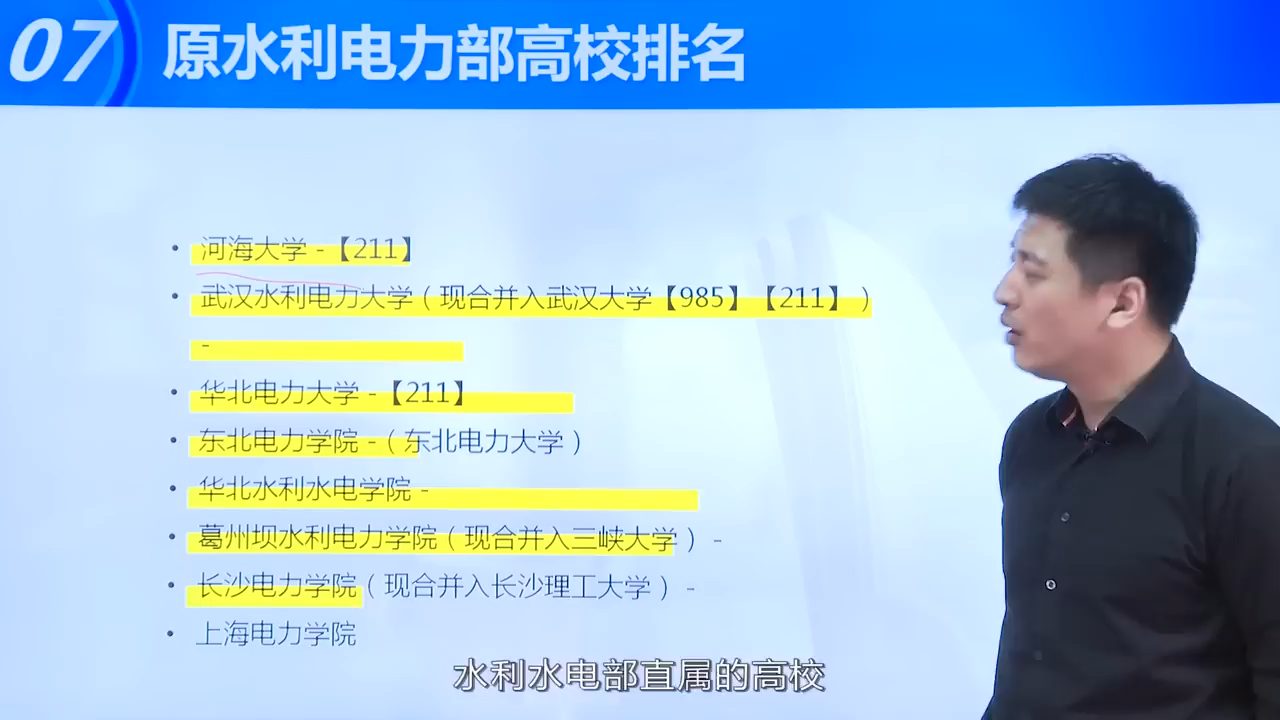 07 原水利电力部高校排名
• 河海大学 -【211】
• 武汉水利电力大学（现合并入武汉大学【985】【211】）
-
• 华北电力大学 -【211】
• 东北电力学院 -（东北电力大学）
• 华北水利水电学院 -
• 葛州坝水利电力学院（现合并入三峡大学） -
• 长沙电力学院（现合并入长沙理工大学） -
• 上海电力学院
水利水电部直属的高校